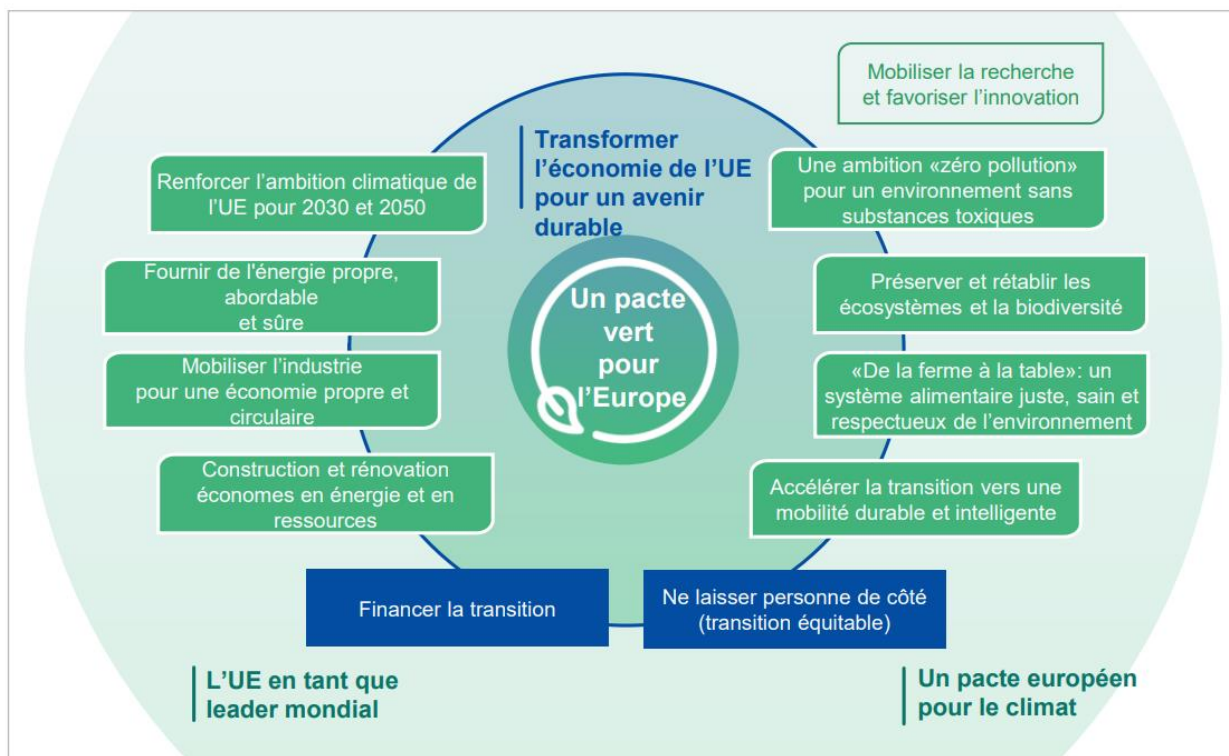 Mobiliser la recherche
et favoriser l’innovation
Transformer
l’économie de l’UE
pour un avenir
durable
Renforcer l’ambition climatique de
l’UE pour 2030 et 2050
Une ambition «zéro pollution»
pour un environnement sans
substances toxiques
Fournir de l'énergie propre,
abordable
et sûre
Préserver et rétablir les
écosystèmes et la biodiversité
Un pacte
vert
pour
l’Europe
Mobiliser l’industrie
pour une économie propre et
circulaire
«De la ferme à la table»: un
système alimentaire juste, sain et
respectueux de l’environnement
Construction et rénovation
économes en énergie et en
ressources
Accélérer la transition vers une
mobilité durable et intelligente
Financer la transition
Ne laisser personne de côté
(transition équitable)
L’UE en tant que
leader mondial
Un pacte européen
pour le climat